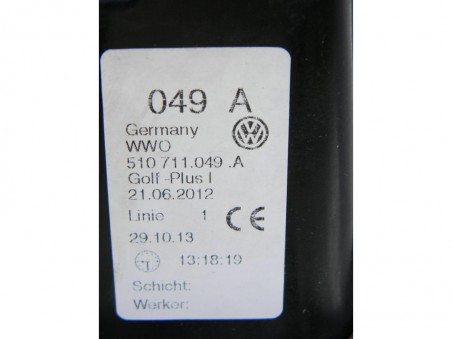 049 A
Germany
WWO
510 711.049 .A
Golf-Plus I
21.06.2012
Linie 1 CE
29.10.13
13:18:19
Schicht:
Werker: